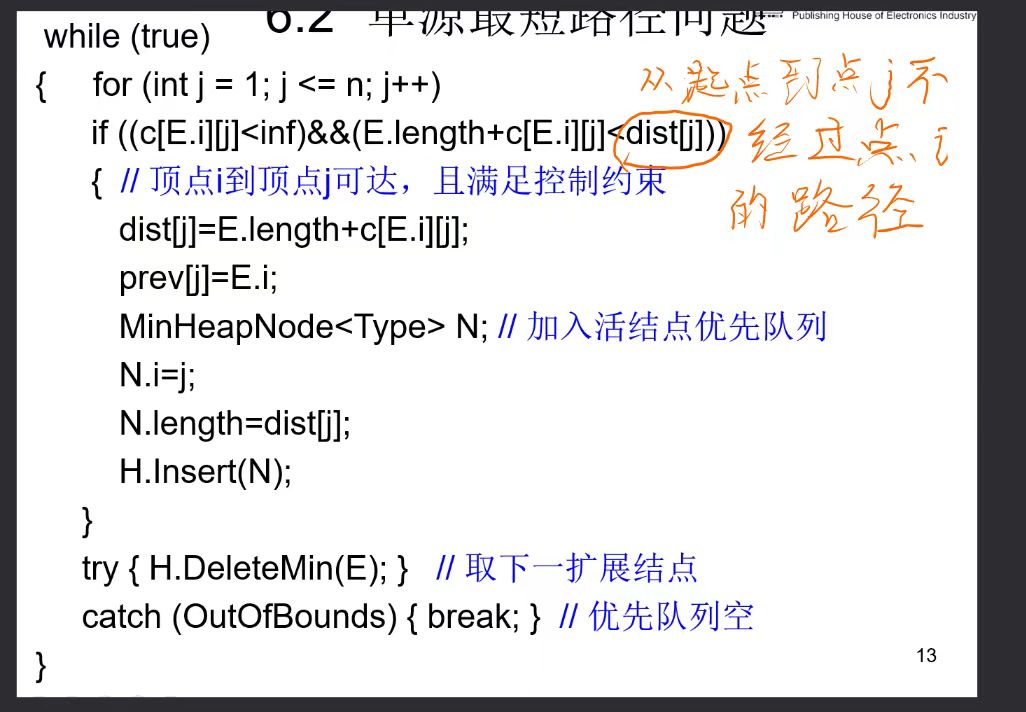 6.2 单源最短路径问题
Publishing House of Electronics Industry
while (true)
{ for (int j = 1; j <= n; j++)
从起点到点j不
if ((c[E.i][j]<inf)&&(E.length+c[E.i][j]<dist[j]))
经过点i
{ // 顶点i到顶点j可达，且满足控制约束
的路径
dist[j]=E.length+c[E.i][j];
prev[j]=E.i;
MinHeapNode<Type> N; // 加入活结点优先队列
N.i=j;
N.length=dist[j];
H.Insert(N);
}
try { H.DeleteMin(E); } // 取下一扩展结点
catch (OutOfBounds) { break; } // 优先队列空
}
13